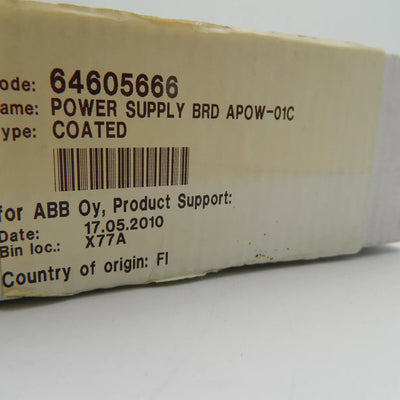 ode: 64605666
ame: POWER SUPPLY BRD APOW-01C
ype: COATED
for ABB Oy, Product Support:
Date: 17.05.2010
Bin loc.: X77A
Country of origin: FI